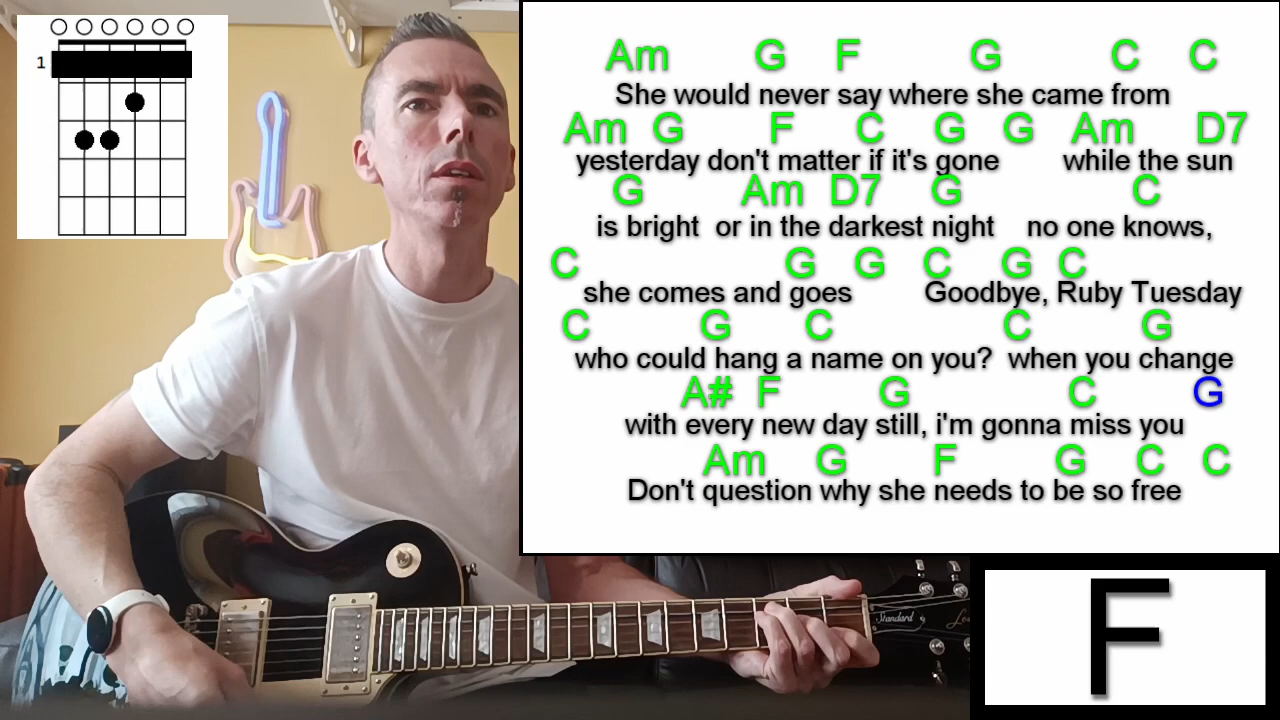 1
Am G F G C C
She would never say where she came from
Am G F C G G Am D7
yesterday don't matter if it's gone while the sun
G Am D7 G C
is bright or in the darkest night no one knows,
C G G C G C
she comes and goes Goodbye, Ruby Tuesday
C G C C G
who could hang a name on you? when you change
A# F G C G
with every new day still, i'm gonna miss you
Am G F G C C
Don't question why she needs to be so free
Standard
F